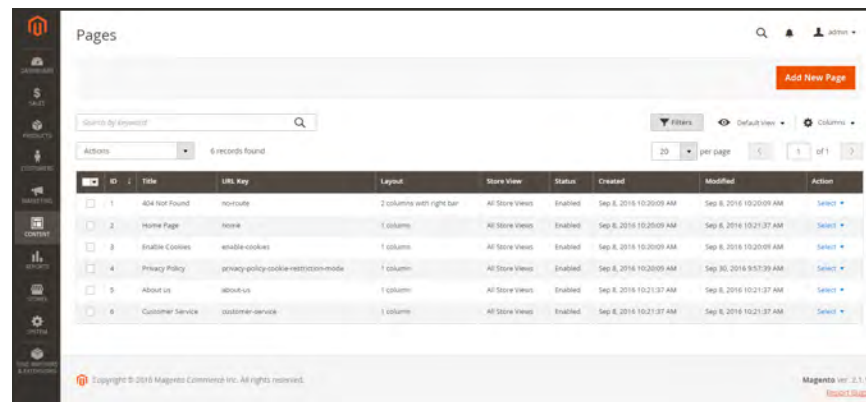 Pages
admin
DASHBOARD
SALES
PRODUCTS
CUSTOMERS
MARKETING
CONTENT
REPORTS
STORES
SYSTEM
FIND PARTNERS & EXTENSIONS
Add New Page
Search by keyword
Filters Default View Columns
Actions 6 records found 20 per page 1 of 1
ID Title URL Key Layout Store View Status Created Modified Action
1 404 Not Found no-route 2 columns with right bar All Store Views Enabled Sep 8, 2016 10:20:09 AM Sep 8, 2016 10:20:09 AM Select
2 Home Page home 1 column All Store Views Enabled Sep 8, 2016 10:20:09 AM Sep 8, 2016 10:21:37 AM Select
3 Enable Cookies enable-cookies 1 column All Store Views Enabled Sep 8, 2016 10:20:09 AM Sep 8, 2016 10:20:09 AM Select
4 Privacy Policy privacy-policy-cookie-restriction-mode 1 column All Store Views Enabled Sep 8, 2016 10:20:09 AM Sep 30, 2016 9:57:39 AM Select
5 About us about-us 1 column All Store Views Enabled Sep 8, 2016 10:21:37 AM Sep 8, 2016 10:21:37 AM Select
6 Customer Service customer-service 1 column All Store Views Enabled Sep 8, 2016 10:21:37 AM Sep 8, 2016 10:21:37 AM Select
Copyright © 2016 Magento Commerce Inc. All rights reserved.
Magento ver. 2.1.
Report Bugs